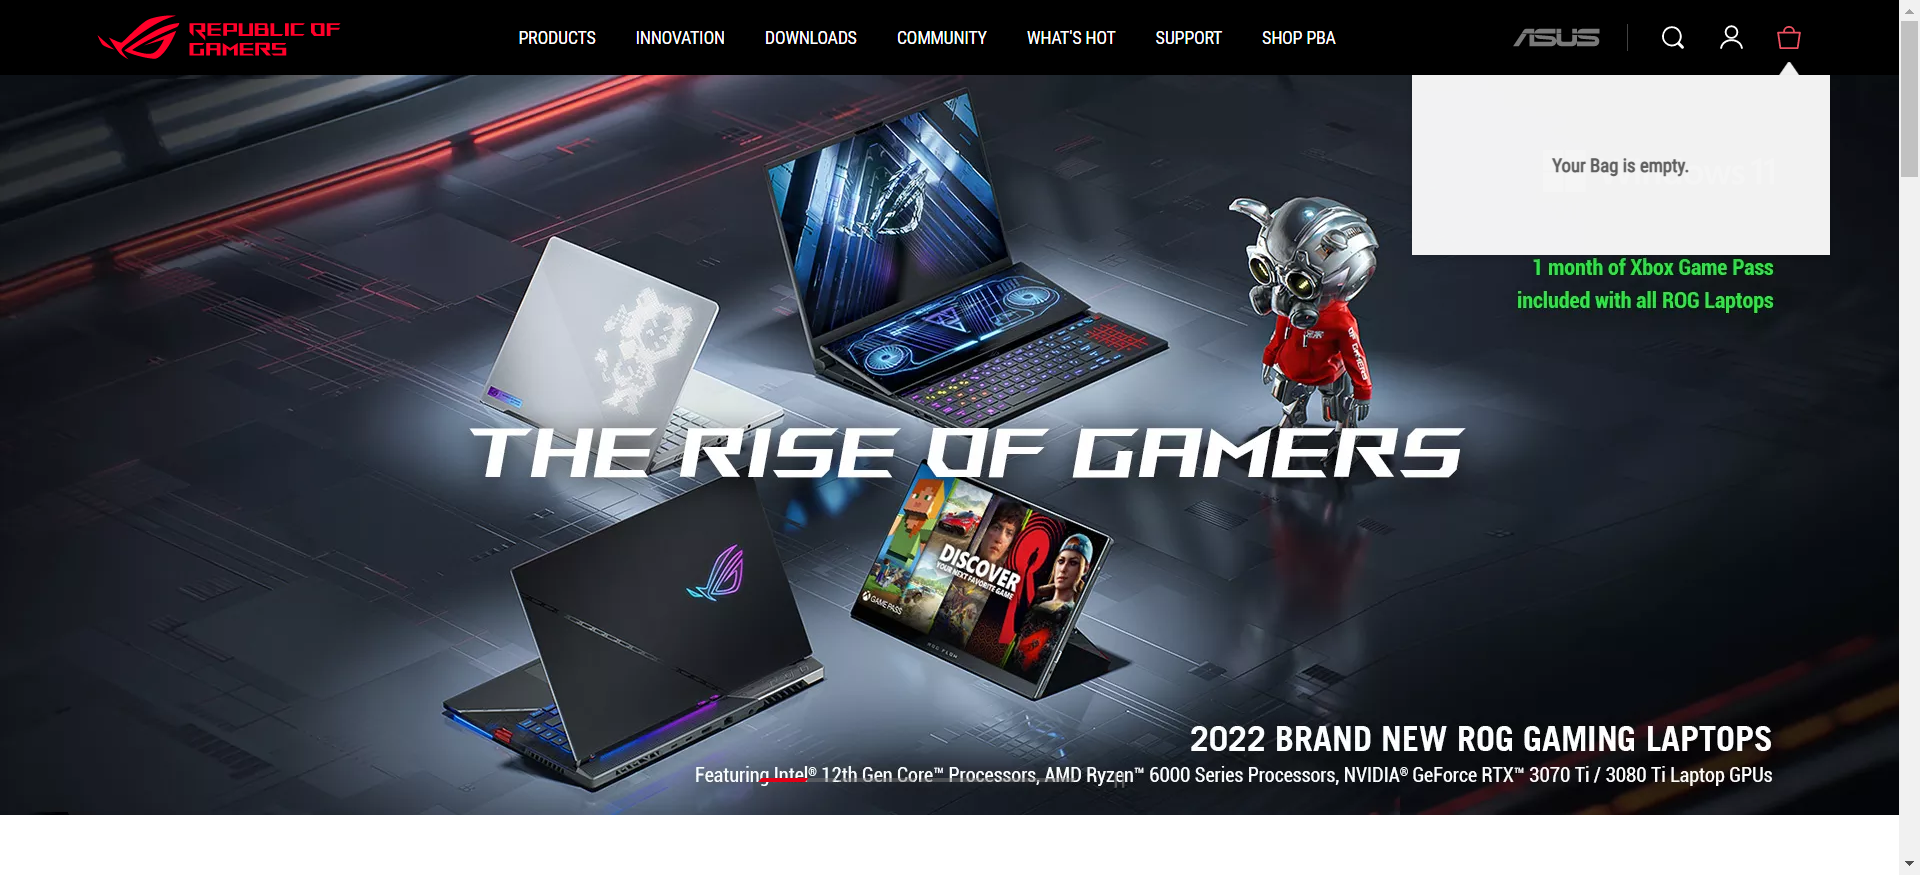 REPUBLIC OF
GAMERS
PRODUCTS
INNOVATION
DOWNLOADS
COMMUNITY
WHAT'S HOT
SUPPORT
SHOP PBA
ASUS
Your Bag is empty.
1 month of Xbox Game Pass
included with all ROG Laptops
THE RISE OF GAMERS
DISCOVER
YOUR NEXT FAVORITE GAME
GAME PASS
ROG FLOW
2022 BRAND NEW ROG GAMING LAPTOPS
Featuring Intel® 12th Gen Core™ Processors, AMD Ryzen™ 6000 Series Processors, NVIDIA® GeForce RTX™ 3070 Ti / 3080 Ti Laptop GPUs